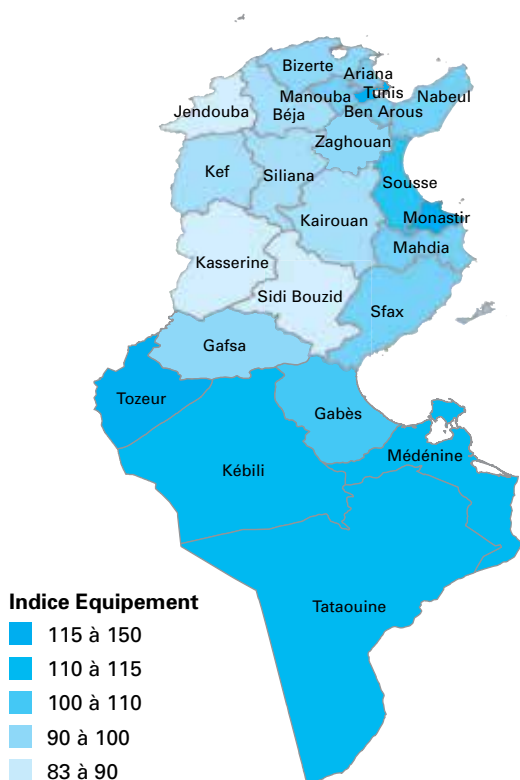 Bizerte
Ariana
Tunis
Manouba
Nabeul
Jendouba
Béja
Ben Arous
Zaghouan
Kef
Siliana
Sousse
Kairouan
Monastir
Mahdia
Kasserine
Sidi Bouzid
Sfax
Gafsa
Tozeur
Gabès
Médénine
Kébili
Tataouine
Indice Equipement
115 à 150
110 à 115
100 à 110
90 à 100
83 à 90